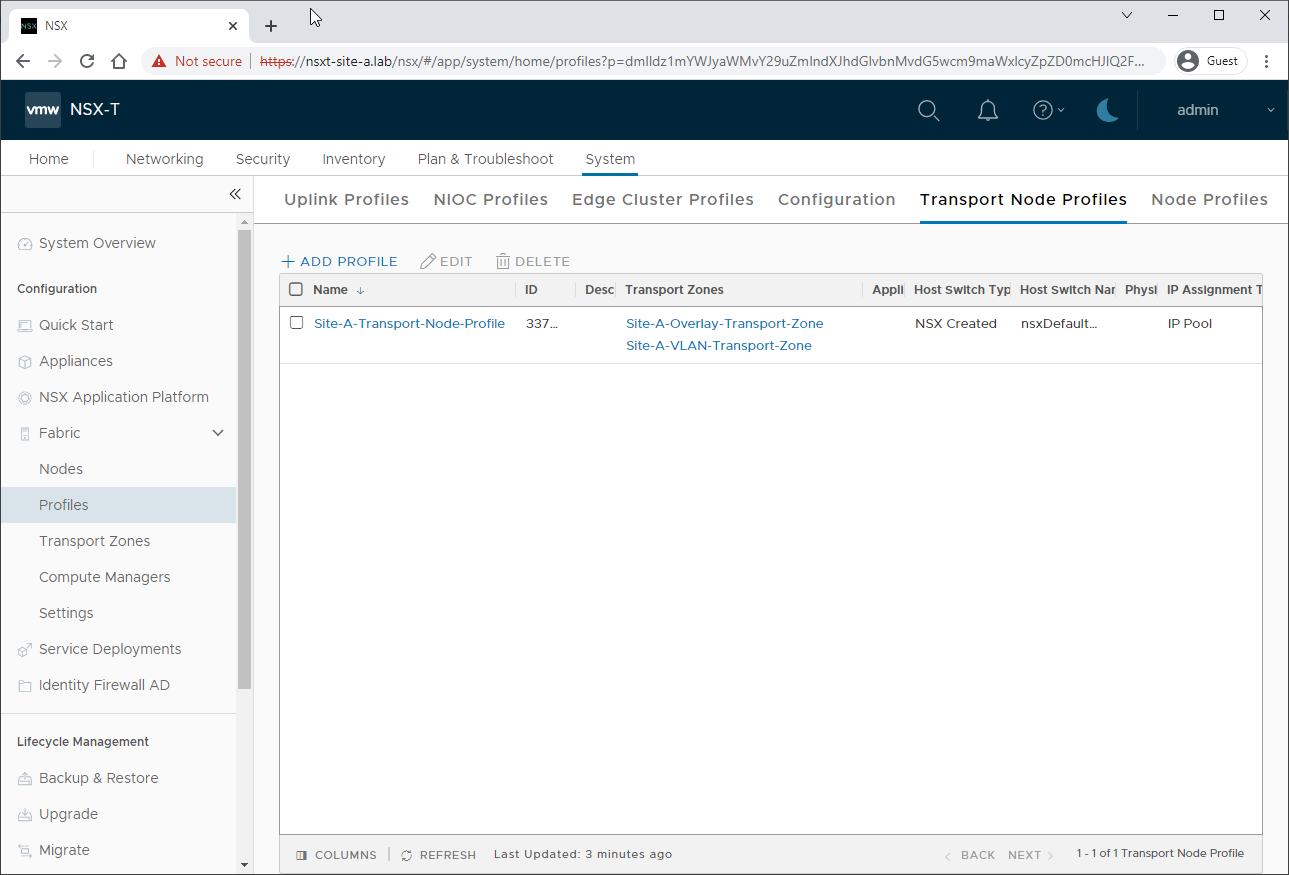 NSX NSX
Not secure https://nsxt-site-a.lab/nsx/#/app/system/home/profiles?p= Guest
vmw NSX-T admin
Home Networking Security Inventory Plan & Troubleshoot System
Uplink Profiles NIOC Profiles Edge Cluster Profiles Configuration Transport Node Profiles Node Profiles
System Overview
Configuration
Quick Start
Appliances
NSX Application Platform
Fabric
Nodes
Profiles
Transport Zones
Compute Managers
Settings
Service Deployments
Identity Firewall AD
Lifecycle Management
Backup & Restore
Upgrade
Migrate
ADD PROFILE EDIT DELETE
Name ID Desc Transport Zones Appli Host Switch Typ Host Switch Nar Physi IP Assignment T
Site-A-Transport-Node-Profile 337... Site-A-Overlay-Transport-Zone NSX Created nsxDefault... IP Pool
Site-A-VLAN-Transport-Zone
COLUMNS REFRESH Last Updated: 3 minutes ago BACK NEXT 1 - 1 of 1 Transport Node Profile